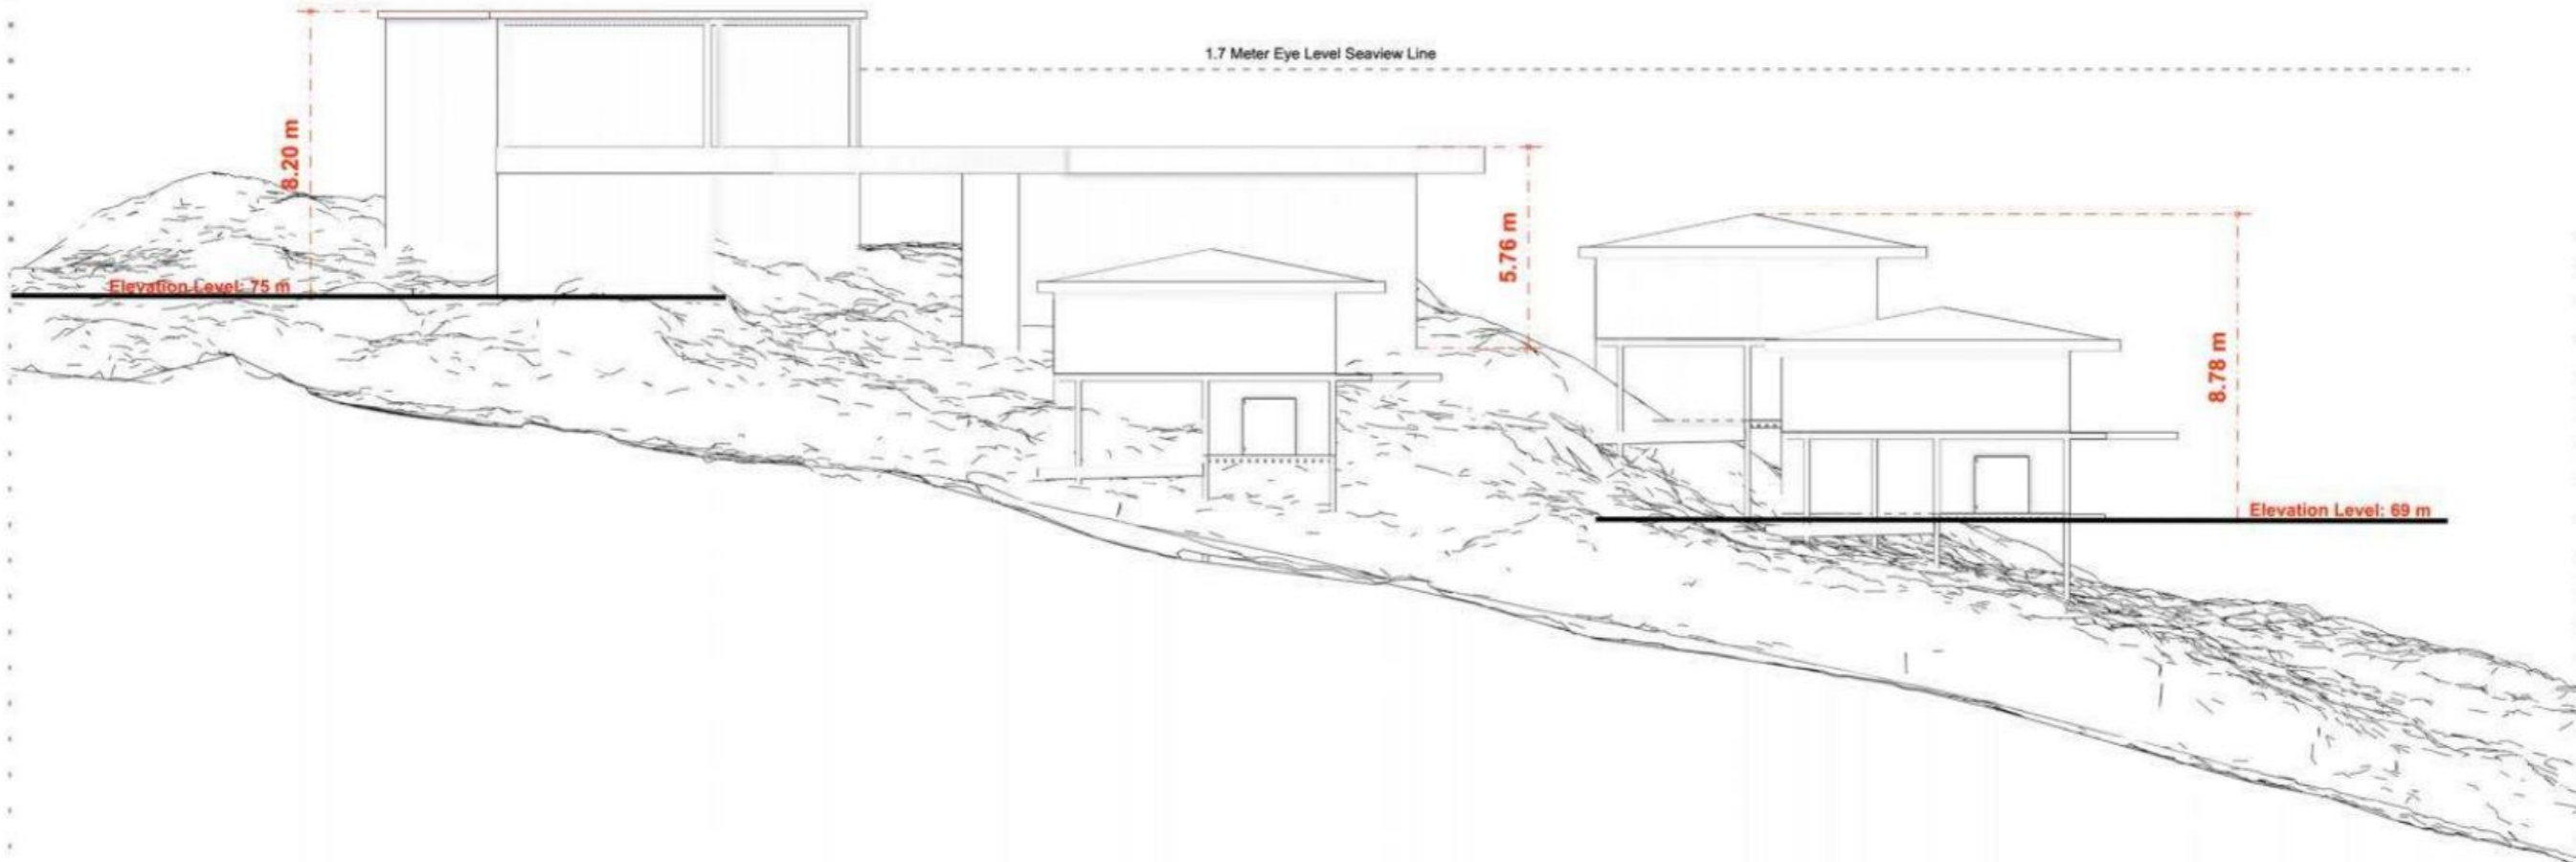 1.7 Meter Eye Level Seaview Line
8.20 m
5.76 m
Elevation Level: 75 m
8.78 m
Elevation Level: 69 m